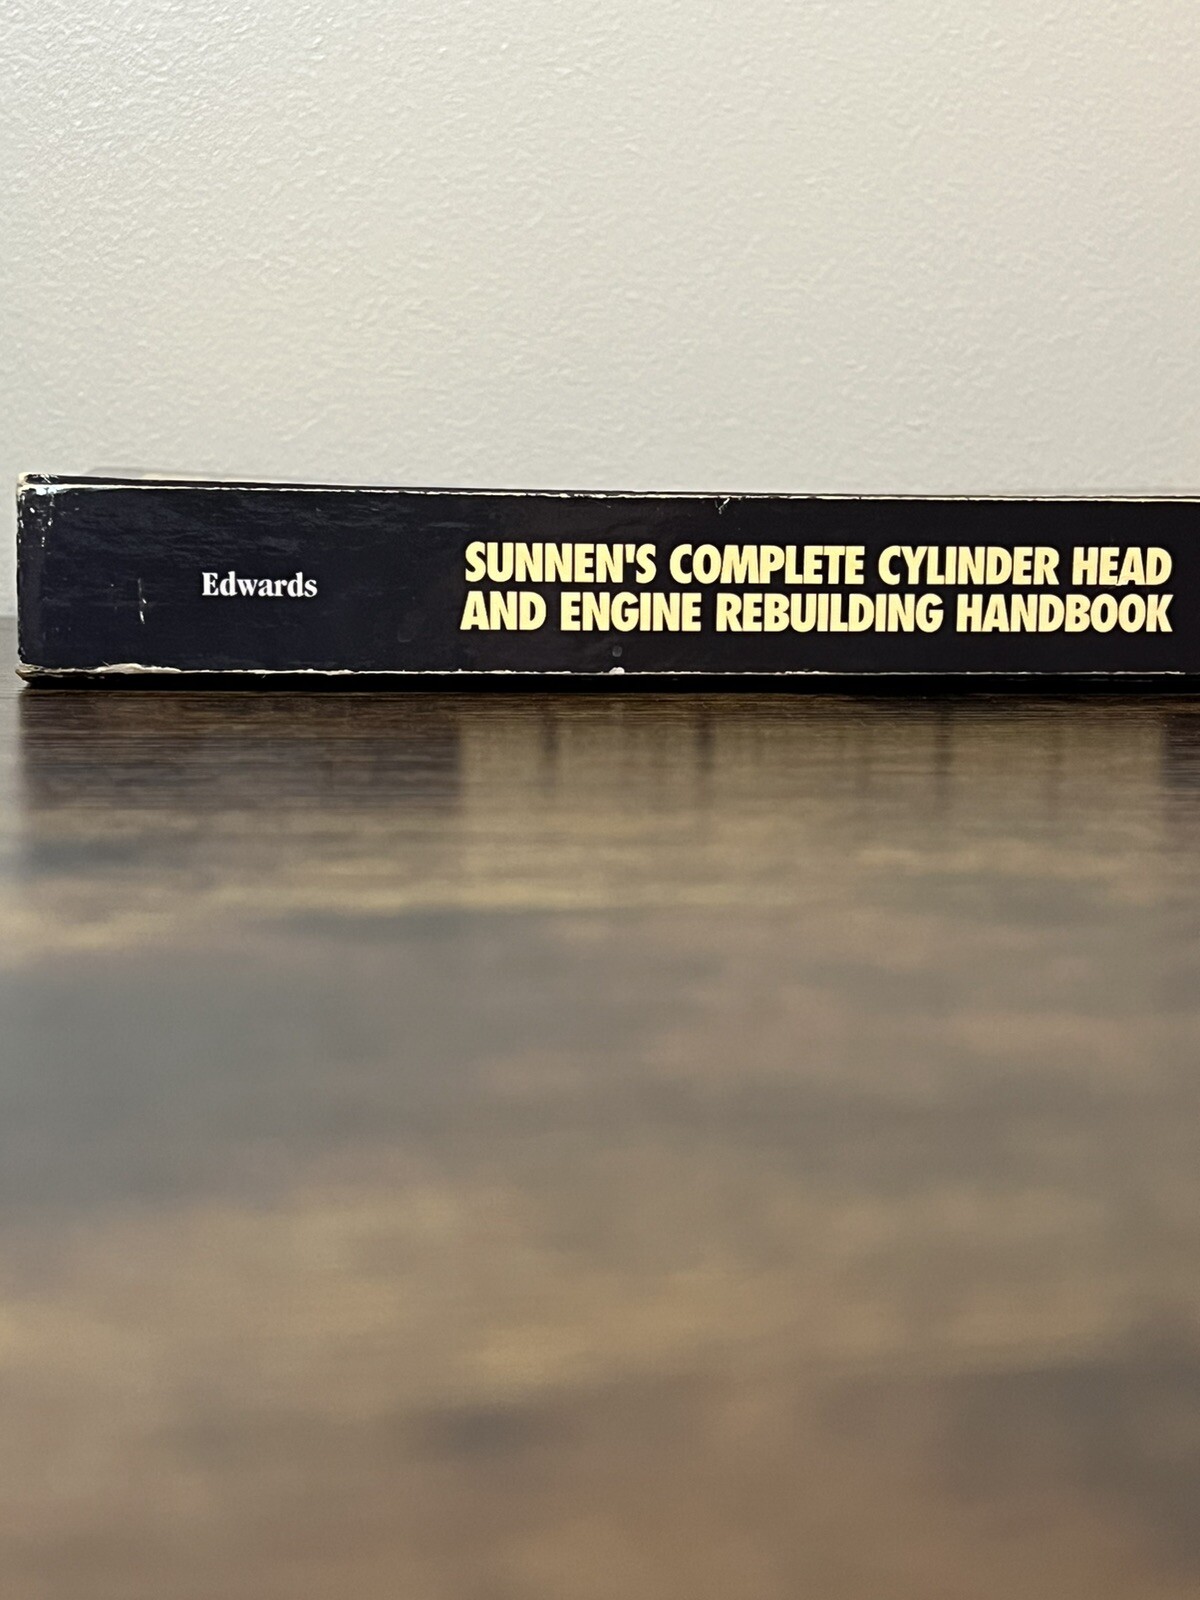 Edwards
SUNNEN'S COMPLETE CYLINDER HEAD
AND ENGINE REBUILDING HANDBOOK